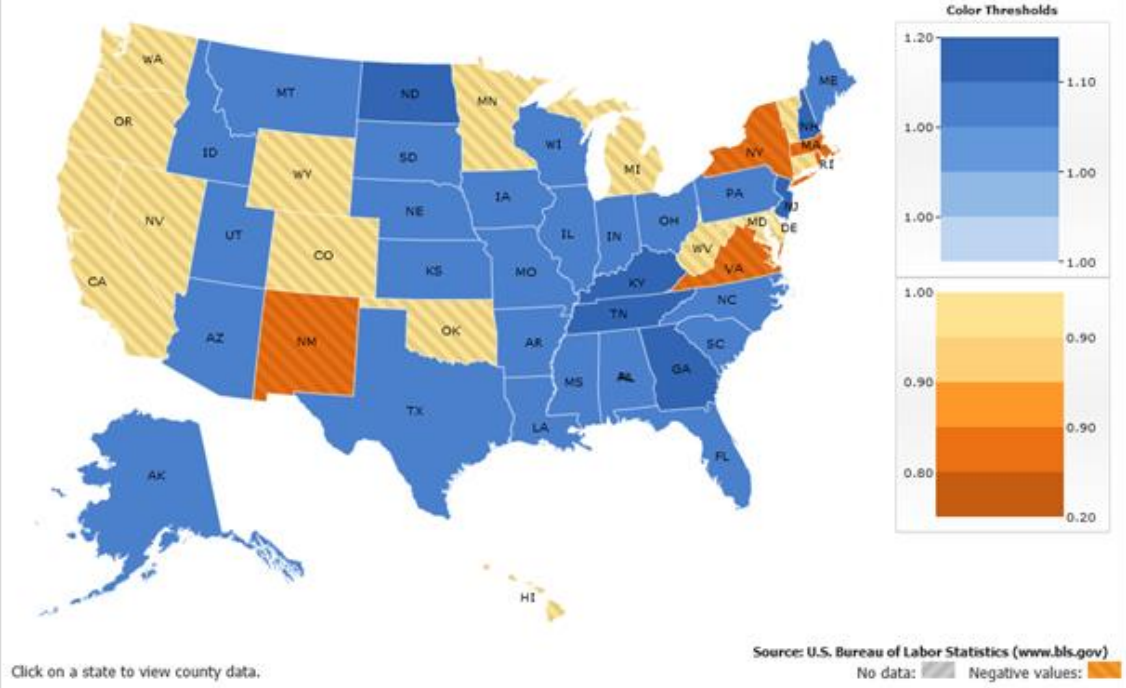 Color Thresholds
1.20
1.10
1.00
1.00
1.00
1.00
1.00
0.90
0.90
0.90
0.80
0.20
WA
MT
ND
MN
OR
ID
SD
WI
MI
ME
NH
NY
MA
RI
WY
IA
NE
PA
NJ
NV
UT
CO
IL
IN
OH
MD
DE
WV
VA
CA
KS
MO
KY
NC
TN
AZ
NM
OK
AR
SC
GA
MS
AL
TX
LA
FL
AK
HI
Source: U.S. Bureau of Labor Statistics (www.bls.gov)
Click on a state to view county data.
No data:
Negative values: